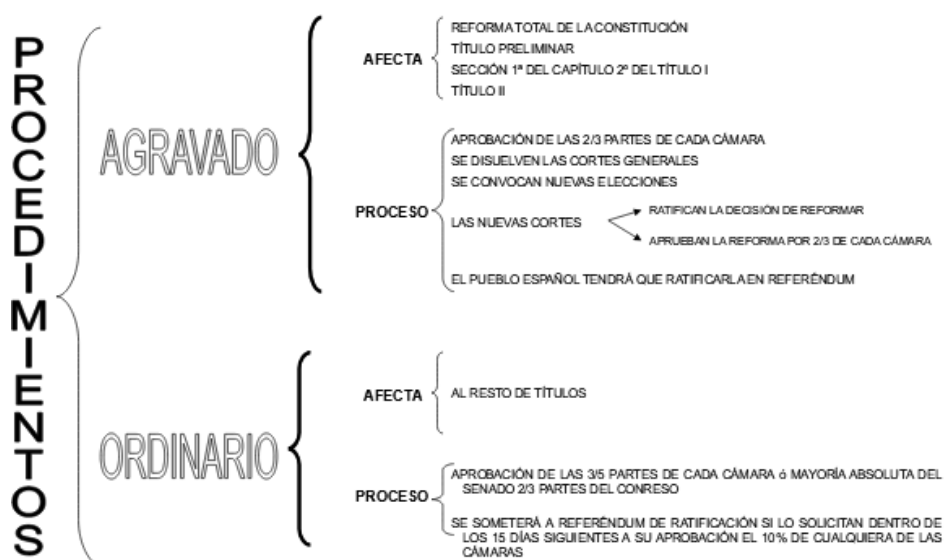 PROCEDIMIENTOS
AGRAVADO
AFECTA
REFORMA TOTAL DE LA CONSTITUCIÓN
TÍTULO PRELIMINAR
SECCIÓN 1ª DEL CAPÍTULO 2º DEL TÍTULO I
TÍTULO II
PROCESO
APROBACIÓN DE LAS 2/3 PARTES DE CADA CÁMARA
SE DISUELVEN LAS CORTES GENERALES
SE CONVOCAN NUEVAS ELECCIONES
LAS NUEVAS CORTES
RATIFICAN LA DECISIÓN DE REFORMAR
APRUEBAN LA REFORMA POR 2/3 DE CADA CÁMARA
EL PUEBLO ESPAÑOL TENDRÁ QUE RATIFICARLA EN REFERÉNDUM
ORDINARIO
AFECTA
AL RESTO DE TÍTULOS
PROCESO
APROBACIÓN DE LAS 3/5 PARTES DE CADA CÁMARA ó MAYORÍA ABSOLUTA DEL
SENADO 2/3 PARTES DEL CONRESO
SE SOMETERÁ A REFERÉNDUM DE RATIFICACIÓN SI LO SOLICITAN DENTRO DE
LOS 15 DÍAS SIGUIENTES A SU APROBACIÓN EL 10% DE CUALQUIERA DE LAS
CÁMARAS